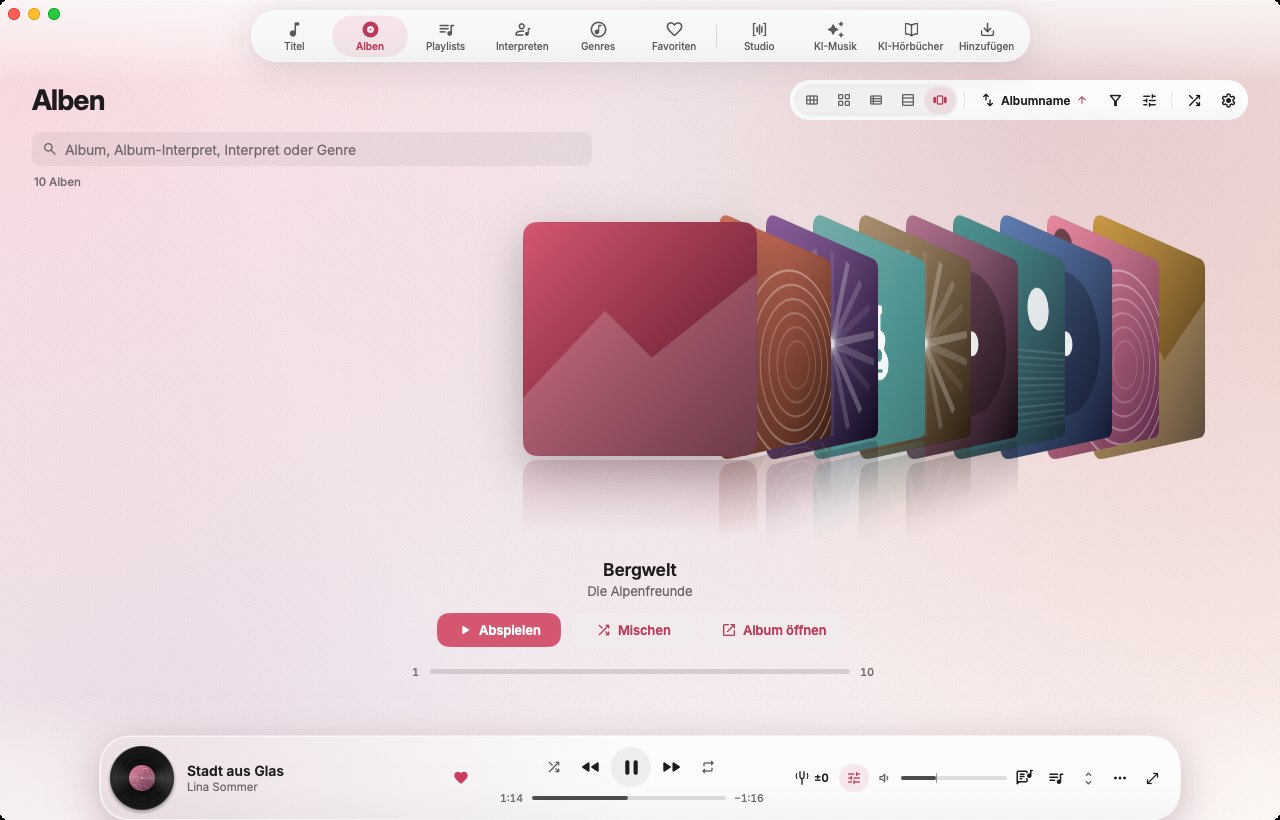 Titel
Alben
Playlists
Interpreten
Genres
Favoriten
Studio
KI-Musik
KI-Hörbücher
Hinzufügen
Alben
Albumname
Album, Album-Interpret, Interpret oder Genre
10 Alben
Bergwelt
Die Alpenfreunde
Abspielen
Mischen
Album öffnen
1
10
Stadt aus Glas
Lina Sommer
1:14
−1:16
±0